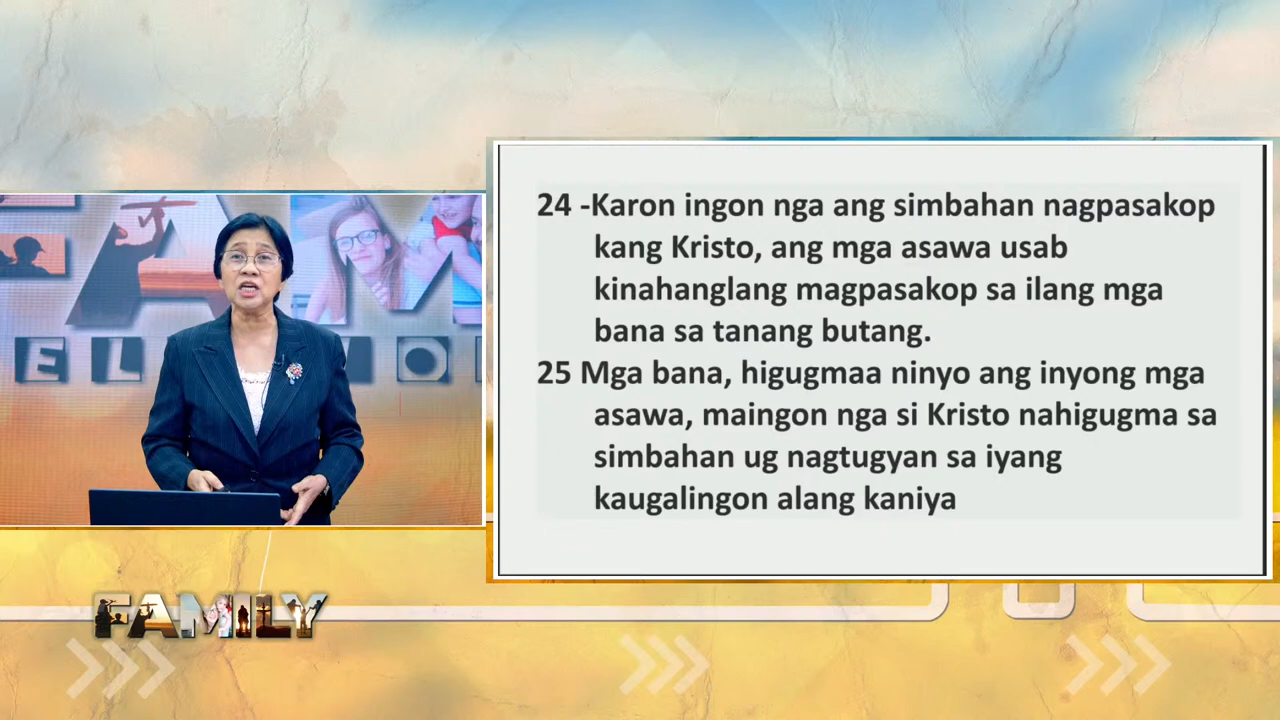 24 -Karon ingon nga ang simbahan nagpasakop
kang Kristo, ang mga asawa usab
kinahanglang magpasakop sa ilang mga
bana sa tanang butang.
25 Mga bana, higugmaa ninyo ang inyong mga
asawa, maingon nga si Kristo nahigugma sa
simbahan ug nagtugyan sa iyang
kaugalingon alang kaniya
FAMILY